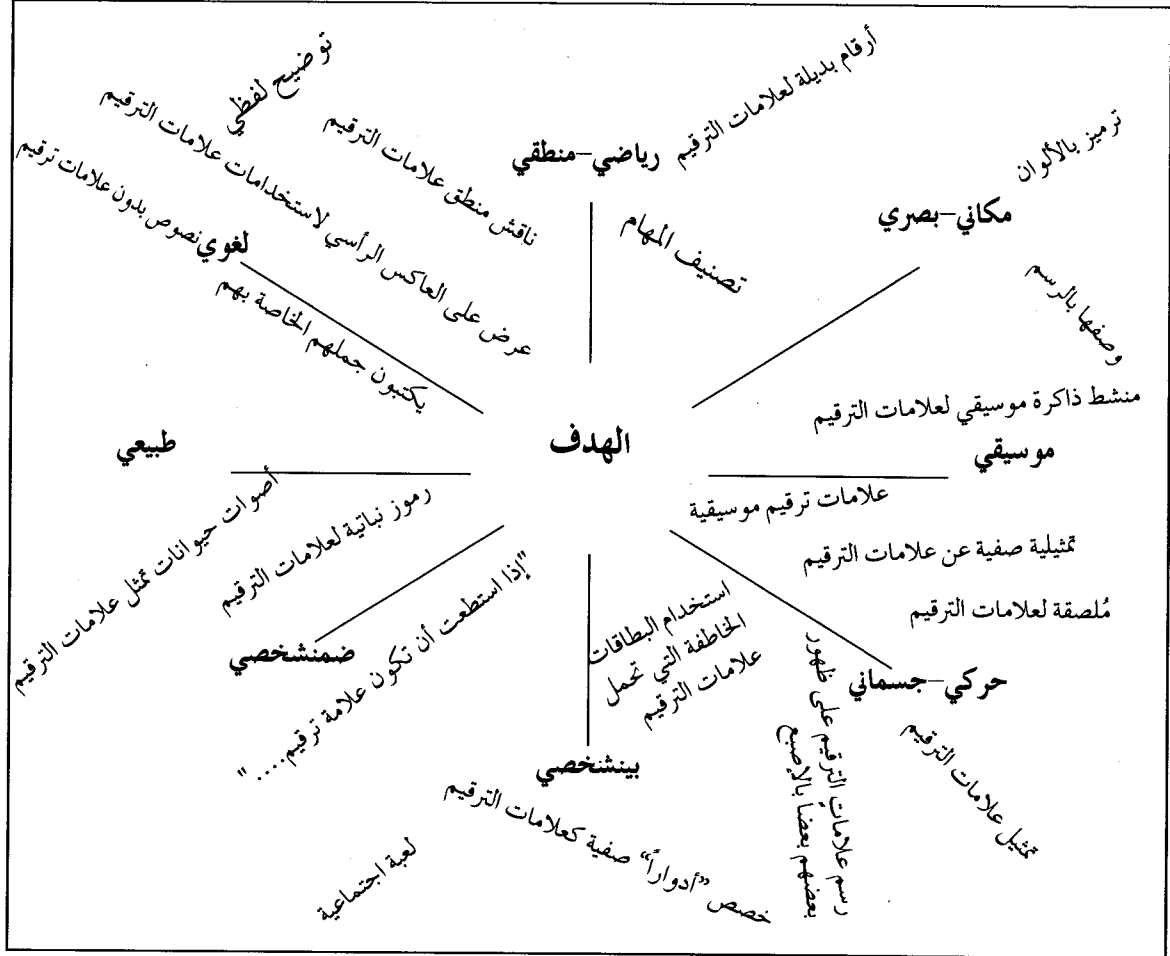 توضيح لفظي
أرقام بديلة لعلامات الترقيم
ترميز بالألوان
ناقش منطق علامات الترقيم
رياضي-منطقي
عرض على العاكس الرأسي لاستخدامات علامات الترقيم
مكاني-بصري
نصوص بدون علامات ترقيم
لغوي
تصنيف المهام
وصفها بالرسم
يكتبون جملهم الخاصة بهم
منشط ذاكرة موسيقي لعلامات الترقيم
موسيقي
الهدف
طبيعي
علامات ترقيم موسيقية
أصوات حيوانات تمثل علامات الترقيم
رموز نباتية لعلامات الترقيم
تمثيلية صفية عن علامات الترقيم
مُلصقة لعلامات الترقيم
"إذا استطعت أن تكون علامة ترقيم...."
ضمنشخصي
استخدام البطاقات
الخاطفة التي تحمل
علامات الترقيم
حركي-جسماني
رسم علامات الترقيم على ظهور
بعضهم بعضاً بالإصبع
تمثيل علامات الترقيم
بينشخصي
خصص "أدواراً" صفية كعلامات الترقيم
لعبة اجتماعية